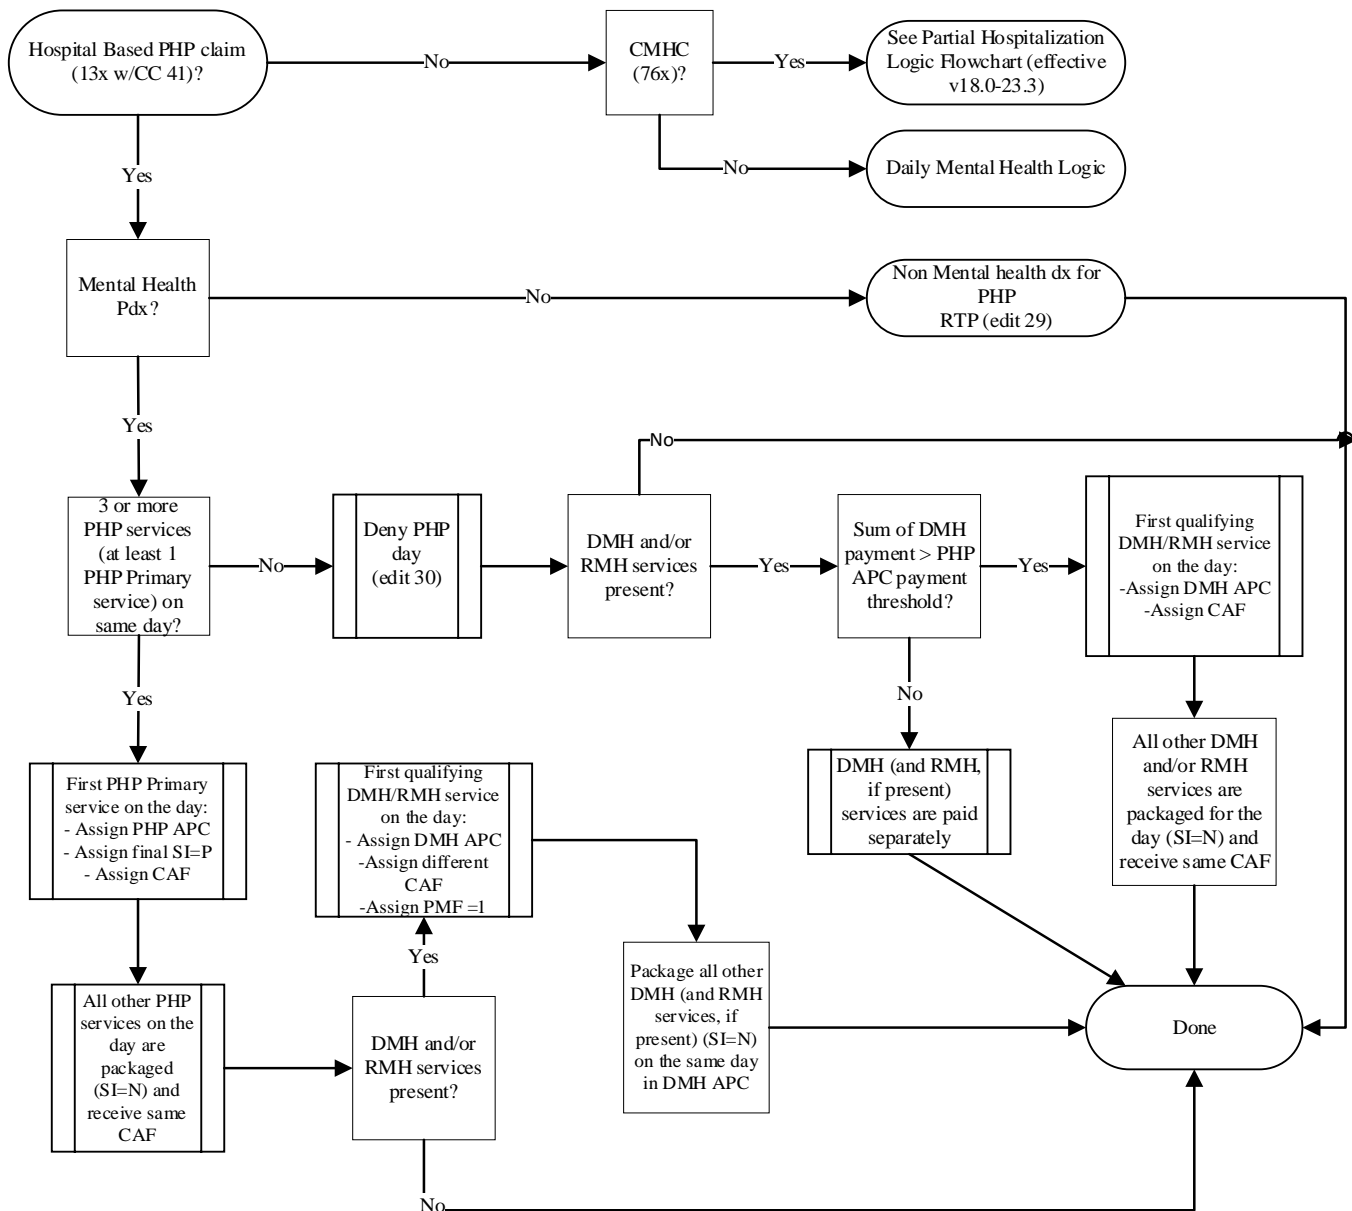 Hospital Based PHP claim
(13x w/CC 41)?
No
CMHC
(76x)?
Yes
See Partial Hospitalization
Logic Flowchart (effective
v18.0-23.3)
No
Daily Mental Health Logic
Yes
Mental Health
Pdx?
No
Non Mental health dx for
PHP
RTP (edit 29)
Yes
3 or more
PHP services
(at least 1
PHP Primary
service) on
same day?
No
Deny PHP
day
(edit 30)
DMH and/or
RMH services
present?
No
Yes
Sum of DMH
payment > PHP
APC payment
threshold?
Yes
First qualifying
DMH/RMH service
on the day:
-Assign DMH APC
-Assign CAF
No
DMH (and RMH,
if present)
services are paid
separately
All other DMH
and/or RMH
services are
packaged for the
day (SI=N) and
receive same CAF
Yes
First PHP Primary
service on the day:
- Assign PHP APC
- Assign final SI=P
- Assign CAF
All other PHP
services on the
day are
packaged
(SI=N) and
receive same
CAF
DMH and/or
RMH services
present?
Yes
First qualifying
DMH/RMH service
on the day:
- Assign DMH APC
-Assign different
CAF
-Assign PMF =1
Package all other
DMH (and RMH
services, if
present) (SI=N)
on the same day
in DMH APC
No
Done